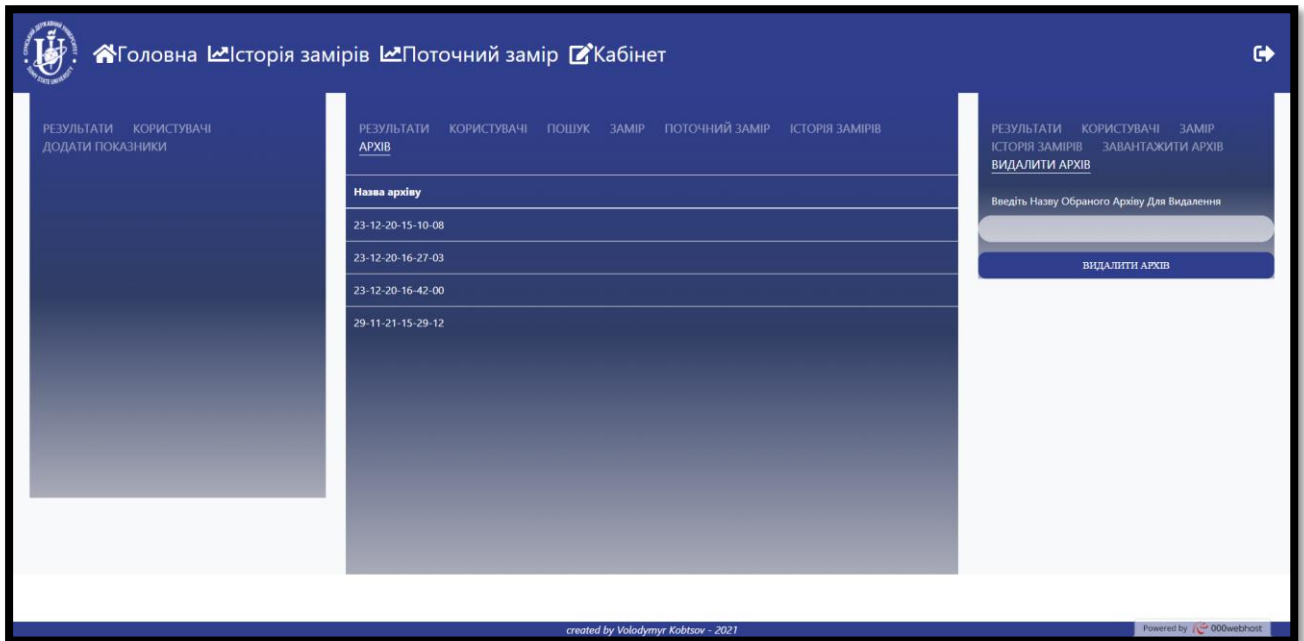 Головна Історія замірів Поточний замір Кабінет
РЕЗУЛЬТАТИ КОРИСТУВАЧІ
ДОДАТИ ПОКАЗНИКИ
РЕЗУЛЬТАТИ КОРИСТУВАЧІ ПОШУК ЗАМІР ПОТОЧНИЙ ЗАМІР ІСТОРІЯ ЗАМІРІВ
АРХІВ
Назва архіву
23-12-20-15-10-08
23-12-20-16-27-03
23-12-20-16-42-00
29-11-21-15-29-12
РЕЗУЛЬТАТИ КОРИСТУВАЧІ ЗАМІР
ІСТОРІЯ ЗАМІРІВ ЗАВАНТАЖИТИ АРХІВ
ВИДАЛИТИ АРХІВ
Введіть Назву Обраного Архіву Для Видалення
ВИДАЛИТИ АРХІВ
created by Volodymyr Kobtsov - 2021
Powered by 000webhost